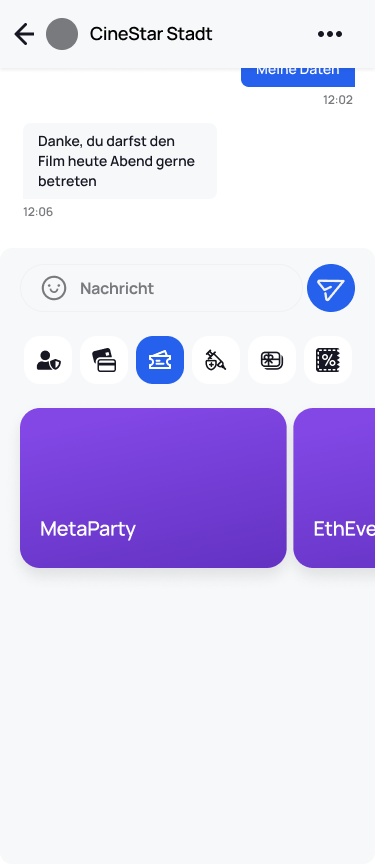 CineStar Stadt
Meine Daten
12:02
Danke, du darfst den
Film heute Abend gerne
betreten
12:06
Nachricht
MetaParty
EthEve